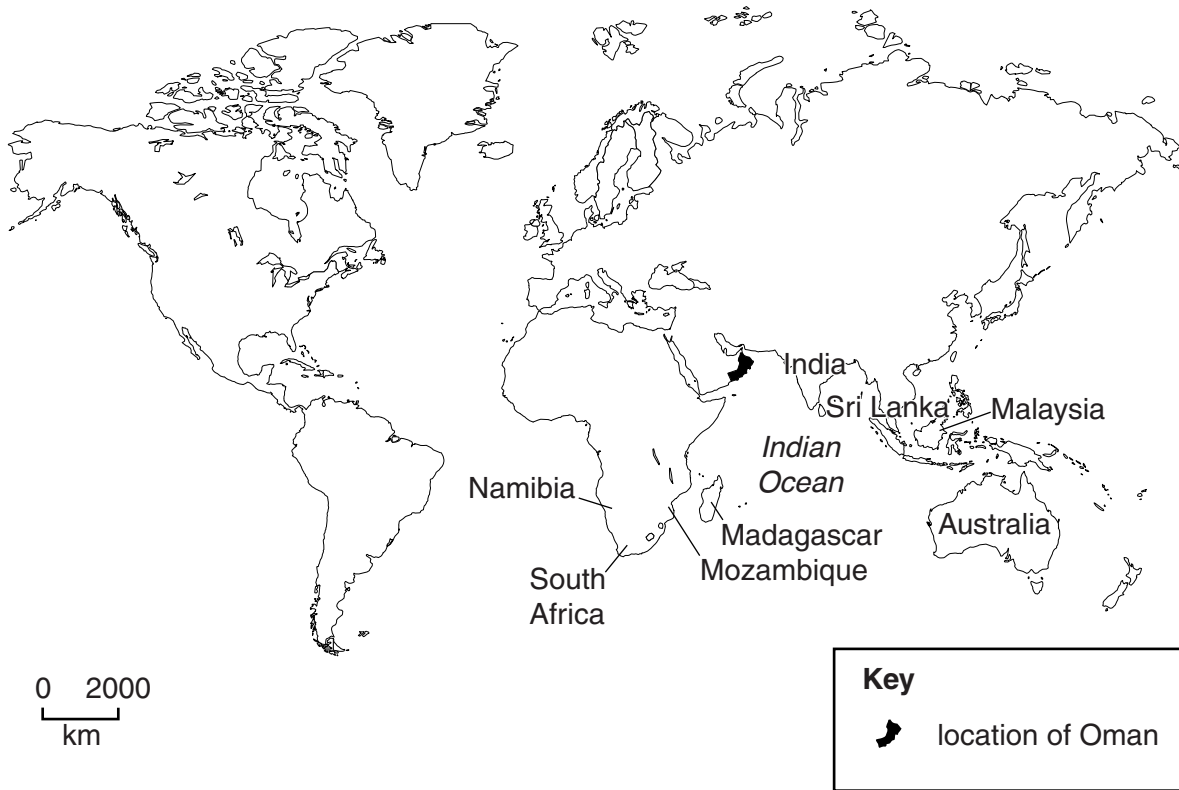 India
Sri Lanka
Malaysia
Indian
Ocean
Namibia
Australia
Madagascar
Mozambique
South
Africa
0 2000
km
Key
location of Oman